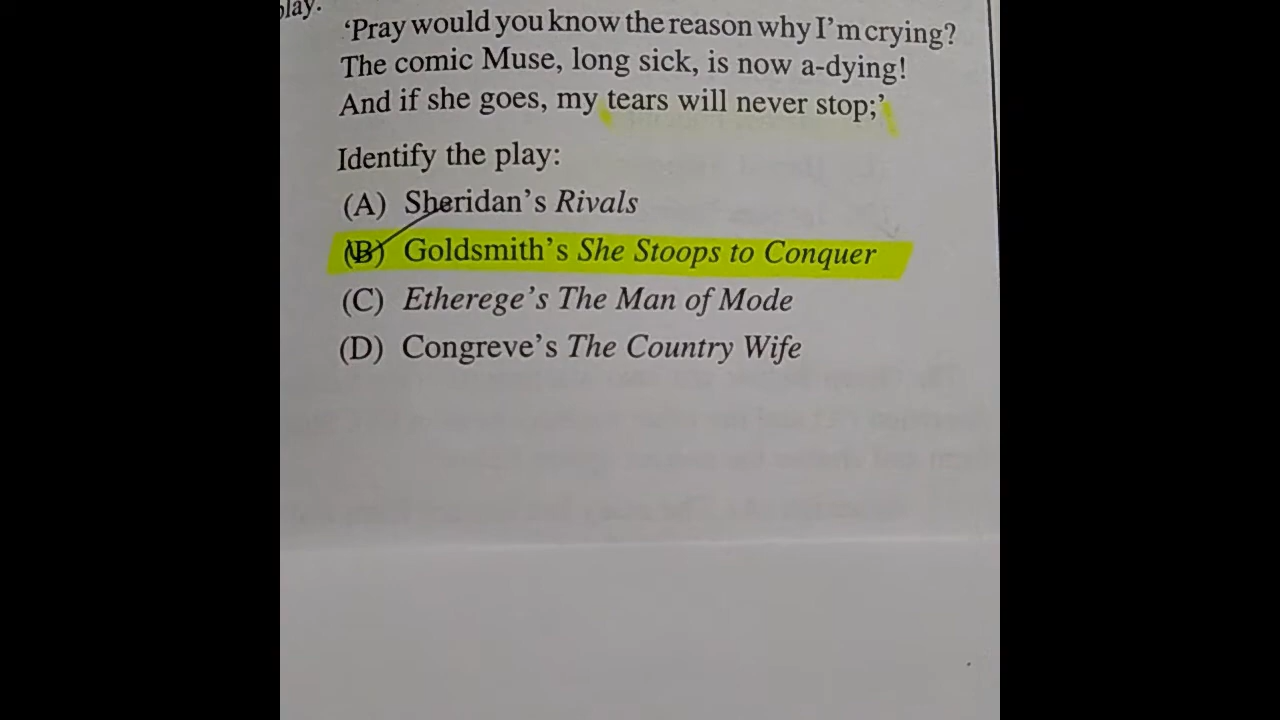 play.
‘Pray would you know the reason why I’m crying?
The comic Muse, long sick, is now a-dying!
And if she goes, my tears will never stop;’
Identify the play:
(A) Sheridan’s Rivals
(B) Goldsmith’s She Stoops to Conquer
(C) Etherege’s The Man of Mode
(D) Congreve’s The Country Wife